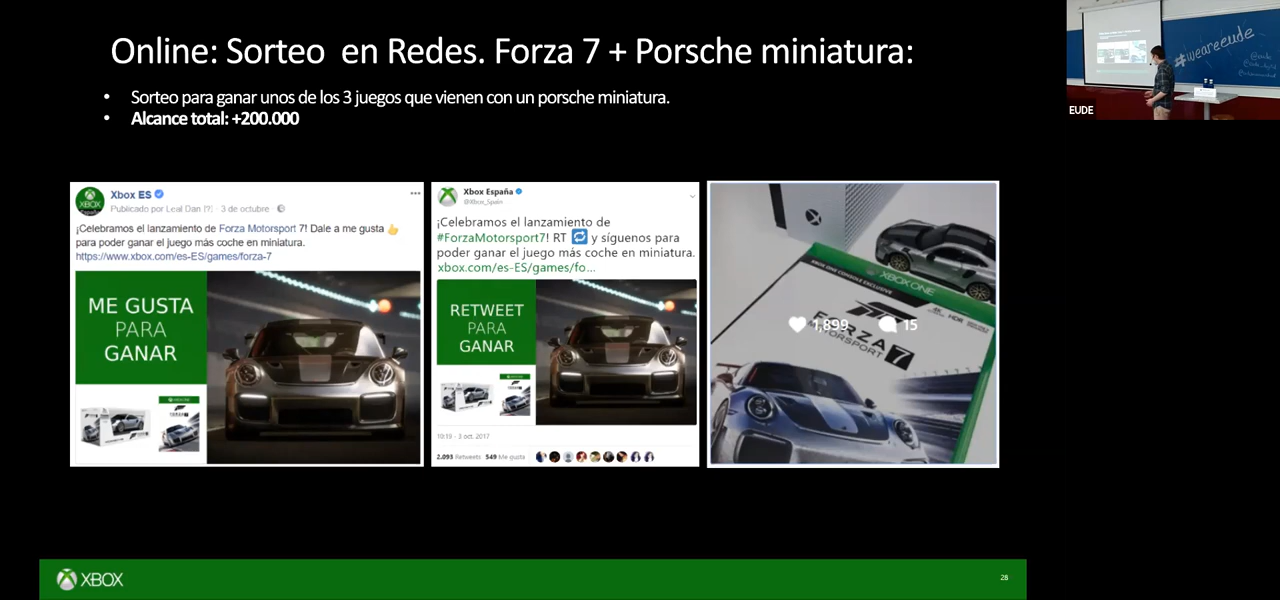 Online: Sorteo en Redes. Forza 7 + Porsche miniatura:
• Sorteo para ganar unos de los 3 juegos que vienen con un porsche miniatura.
• Alcance total: +200.000
Xbox ES
Publicado por Leal Dan [?] · 3 de octubre ·
¡Celebramos el lanzamiento de Forza Motorsport 7! Dale a me gusta 👍
para poder ganar el juego más coche en miniatura.
https://www.xbox.com/es-ES/games/forza-7
ME GUSTA
PARA
GANAR
Xbox España
@Xbox_Spain
¡Celebramos el lanzamiento de
#ForzaMotorsport7! RT 🔁 y síguenos para
poder ganar el juego más coche en miniatura.
xbox.com/es-ES/games/fo...
RETWEET
PARA
GANAR
10:19 - 3 oct. 2017
2.093 Retweets 549 Me gusta
XBOX ONE CONSOLE EXCLUSIVE
XBOX ONE
4K HDR
FORZA
MOTORSPORT 7
1,899 15
XBOX
28
#weareeude
EUDE